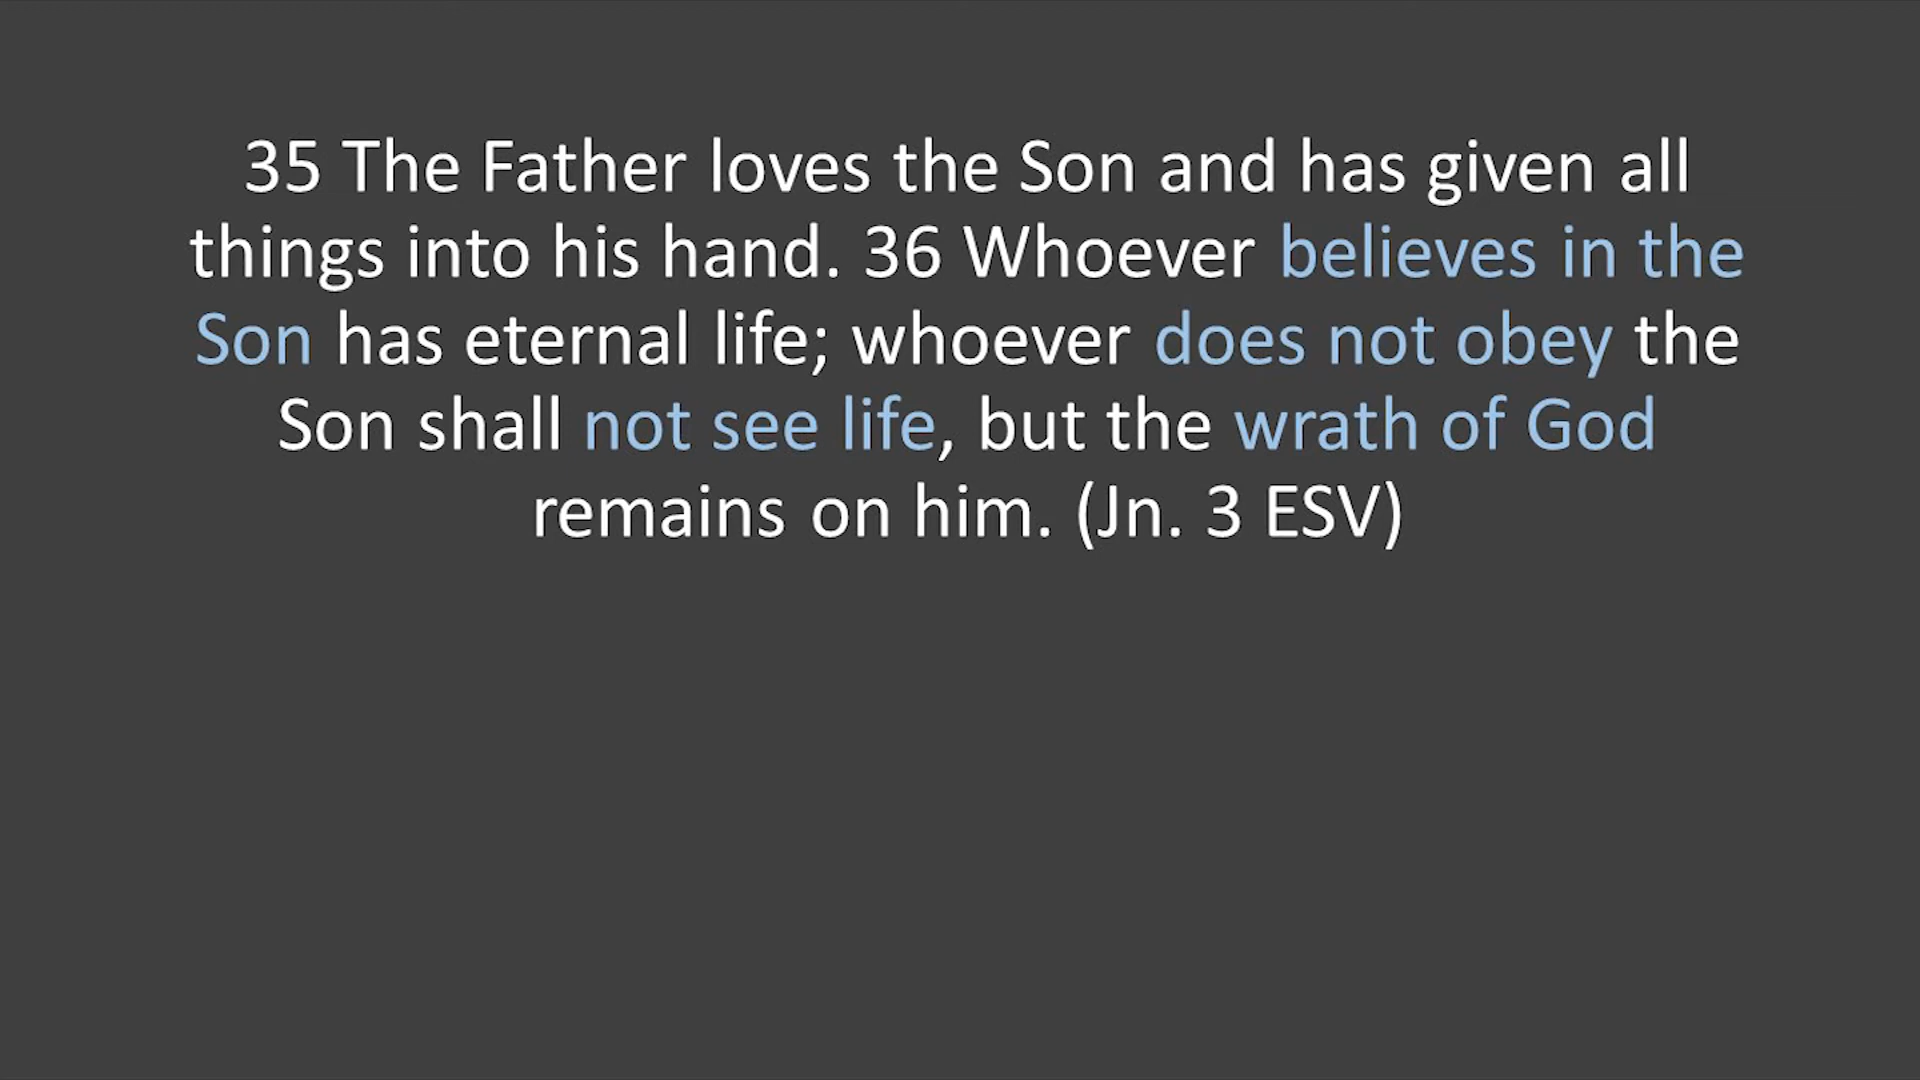 35 The Father loves the Son and has given all
things into his hand. 36 Whoever believes in the
Son has eternal life; whoever does not obey the
Son shall not see life, but the wrath of God
remains on him. (Jn. 3 ESV)